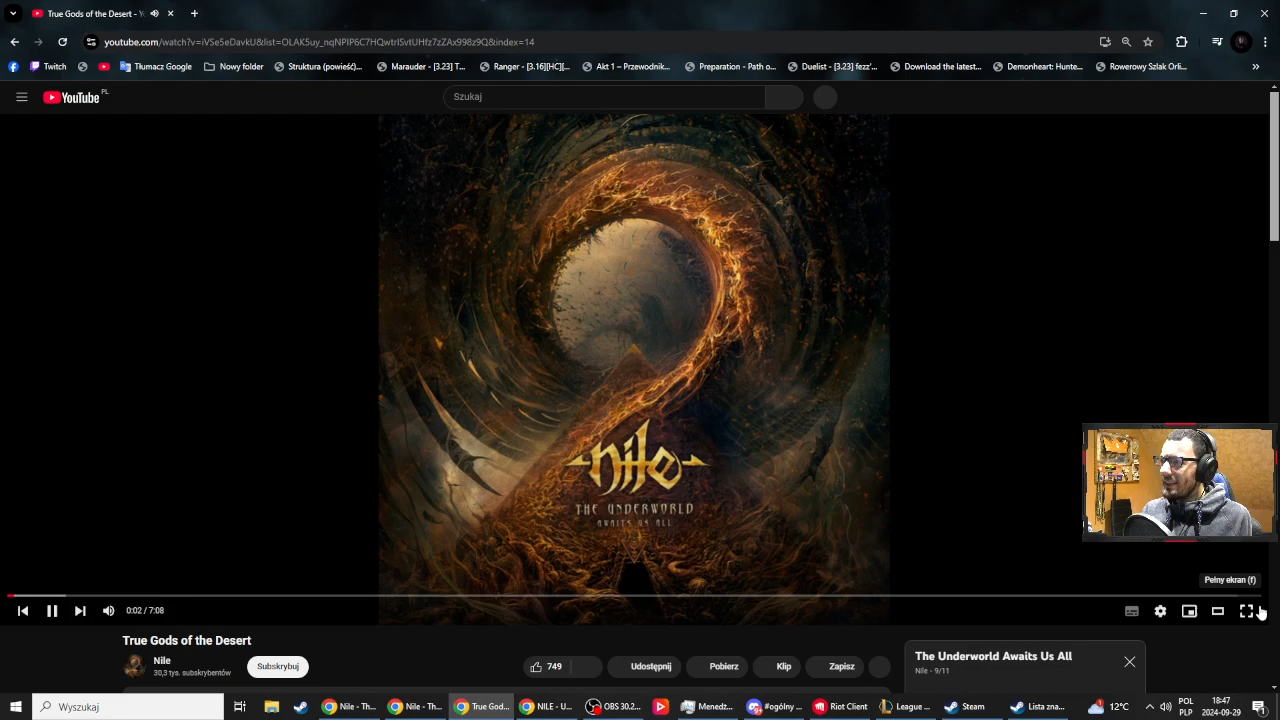 True Gods of the Desert - Yo
youtube.com/watch?v=iVSe5eDavkU&list=OLAK5uy_nqNPIP6C7HQwtrISvtUHfz7zZAx998z9Q&index=14
Twitch
Tłumacz Google
Nowy folder
Struktura (powieść)...
Marauder - [3.23] T...
Ranger - [3.16][HC][...
Akt 1 – Przewodnik...
Preparation - Path o...
Duelist - [3.23] fezz'...
Download the latest...
Demonheart: Hunte...
Rowerowy Szlak Orli...
YouTube PL
Szukaj
nile
THE UNDERWORLD
AWAITS US ALL
Pełny ekran (f)
0:02 / 7:08
True Gods of the Desert
Nile
30,3 tys. subskrybentów
Subskrybuj
749
Udostępnij
Pobierz
Klip
Zapisz
The Underworld Awaits Us All
Nile - 9/11
Wyszukaj
Nile - Th...
Nile - Th...
True God...
NILE - U...
OBS 30.2...
Menedż...
#ogólny ...
Riot Client
League ...
Steam
Lista zna...
12°C
POL
PLP
18:47
2024-09-29